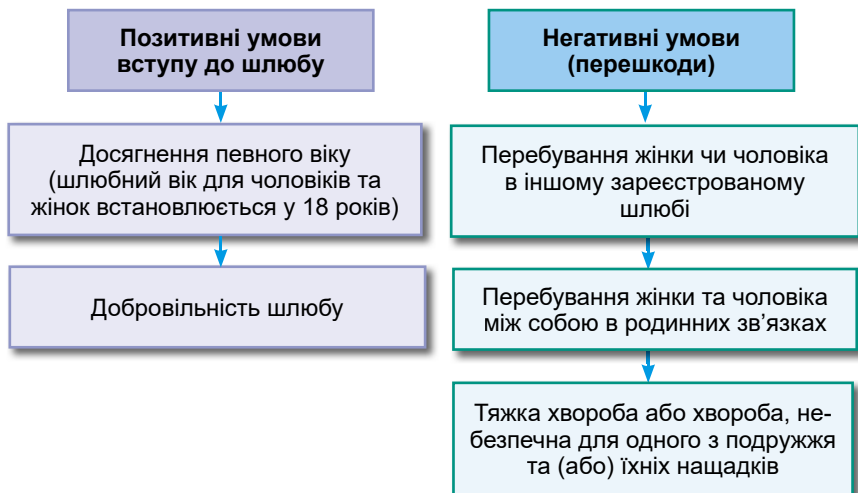 Позитивні умови
вступу до шлюбу
Досягнення певного віку
(шлюбний вік для чоловіків та
жінок встановлюється у 18 років)
Добровільність шлюбу
Негативні умови
(перешкоди)
Перебування жінки чи чоловіка
в іншому зареєстрованому
шлюбі
Перебування жінки та чоловіка
між собою в родинних зв’язках
Тяжка хвороба або хвороба, не-
безпечна для одного з подружжя
та (або) їхніх нащадків